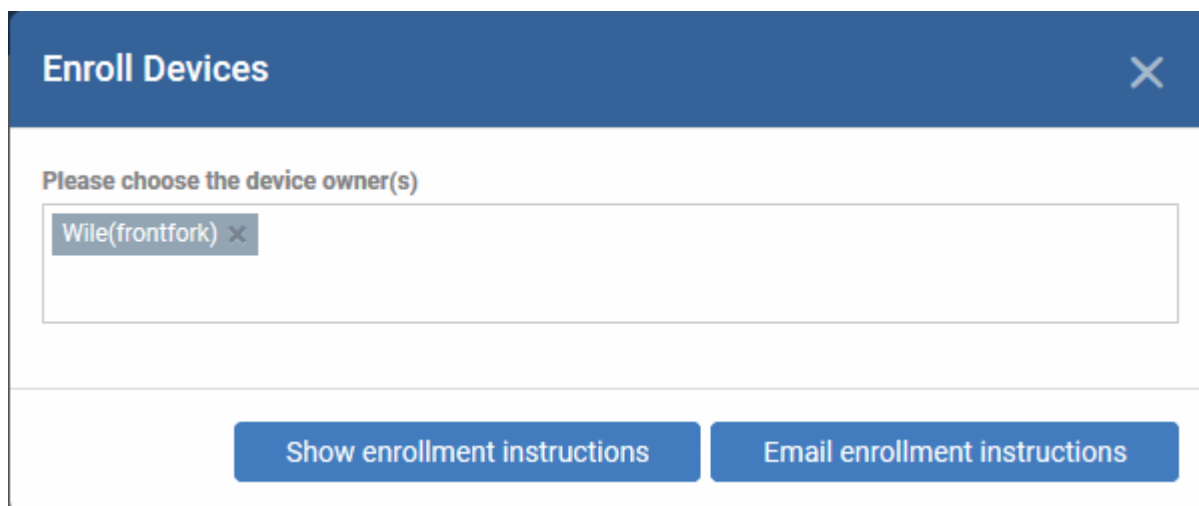 Enroll Devices
Please choose the device owner(s)
Wile(frontfork)
Show enrollment instructions
Email enrollment instructions